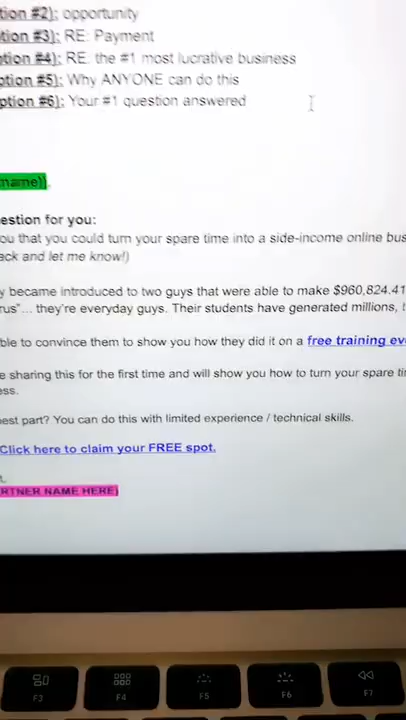 ption #2): opportunity
tion #3): RE: Payment
ption #4): RE: the #1 most lucrative business
ption #5): Why ANYONE can do this
ption #6): Your #1 question answered
name)).
estion for you:
ou that you could turn your spare time into a side-income online bus
ack and let me know!)
y became introduced to two guys that were able to make $960,824.41
rus"... they're everyday guys. Their students have generated millions,
ble to convince them to show you how they did it on a free training ev
e sharing this for the first time and will show you how to turn your spare ti
ess.
nest part? You can do this with limited experience / technical skills.
Click here to claim your FREE spot.
RTNER NAME HERE)
F3 F4 F5 F6 F7